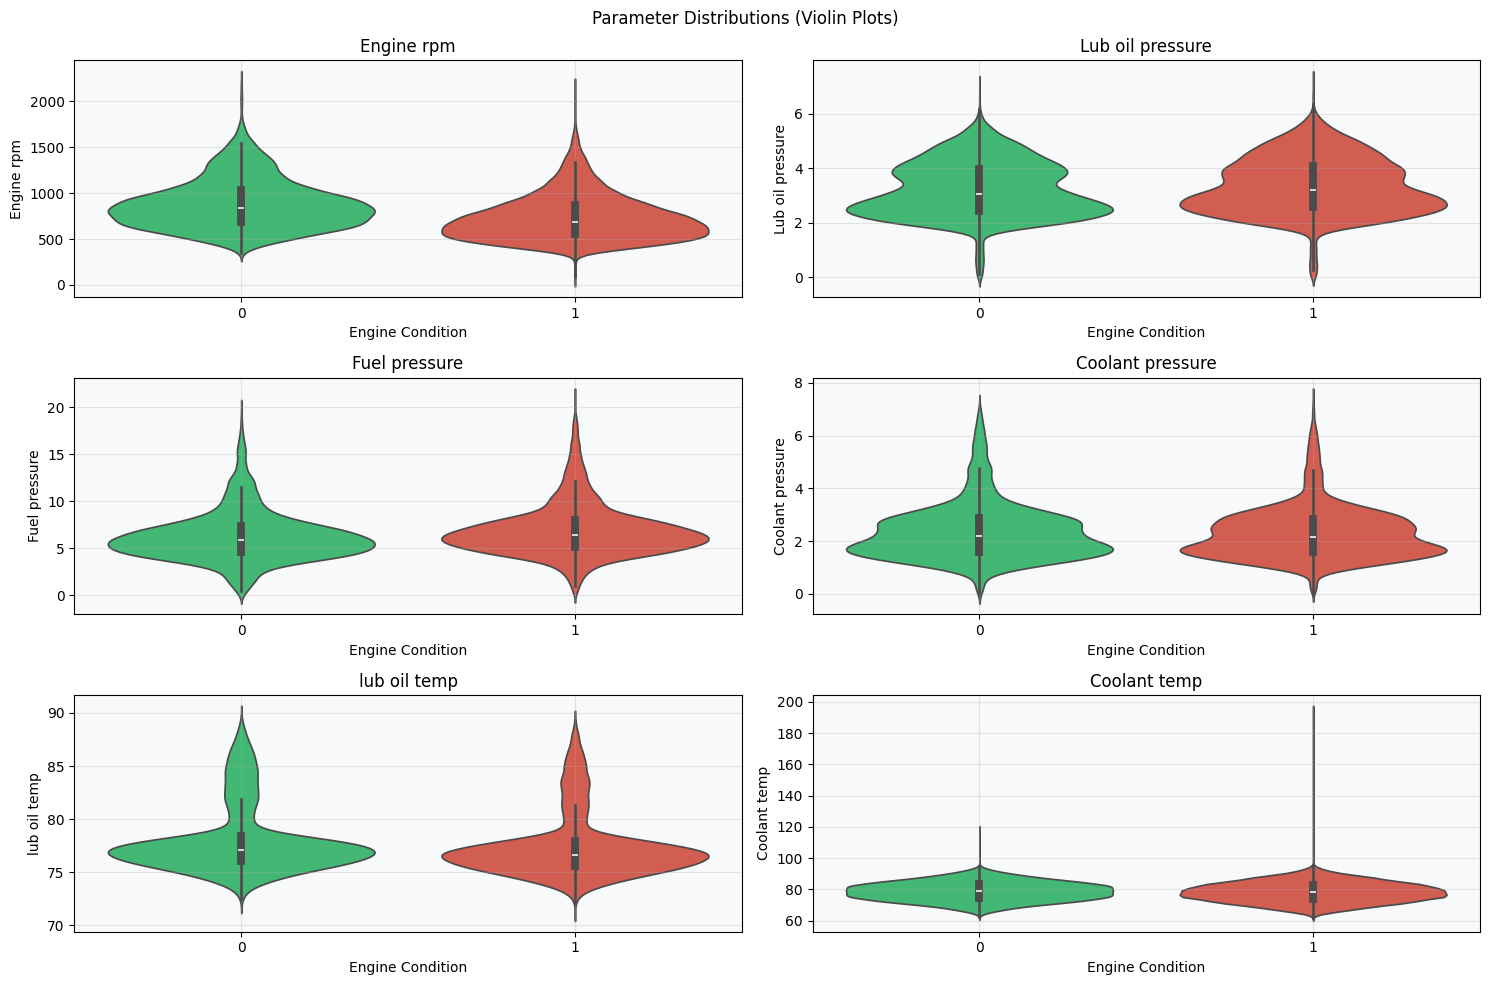 Parameter Distributions (Violin Plots)
Engine rpm
Engine rpm
2000
1500
1000
500
0
0 1
Engine Condition
Lub oil pressure
Lub oil pressure
6
4
2
0
0 1
Engine Condition
Fuel pressure
Fuel pressure
20
15
10
5
0
0 1
Engine Condition
Coolant pressure
Coolant pressure
8
6
4
2
0
0 1
Engine Condition
lub oil temp
lub oil temp
90
85
80
75
70
0 1
Engine Condition
Coolant temp
Coolant temp
200
180
160
140
120
100
80
60
0 1
Engine Condition